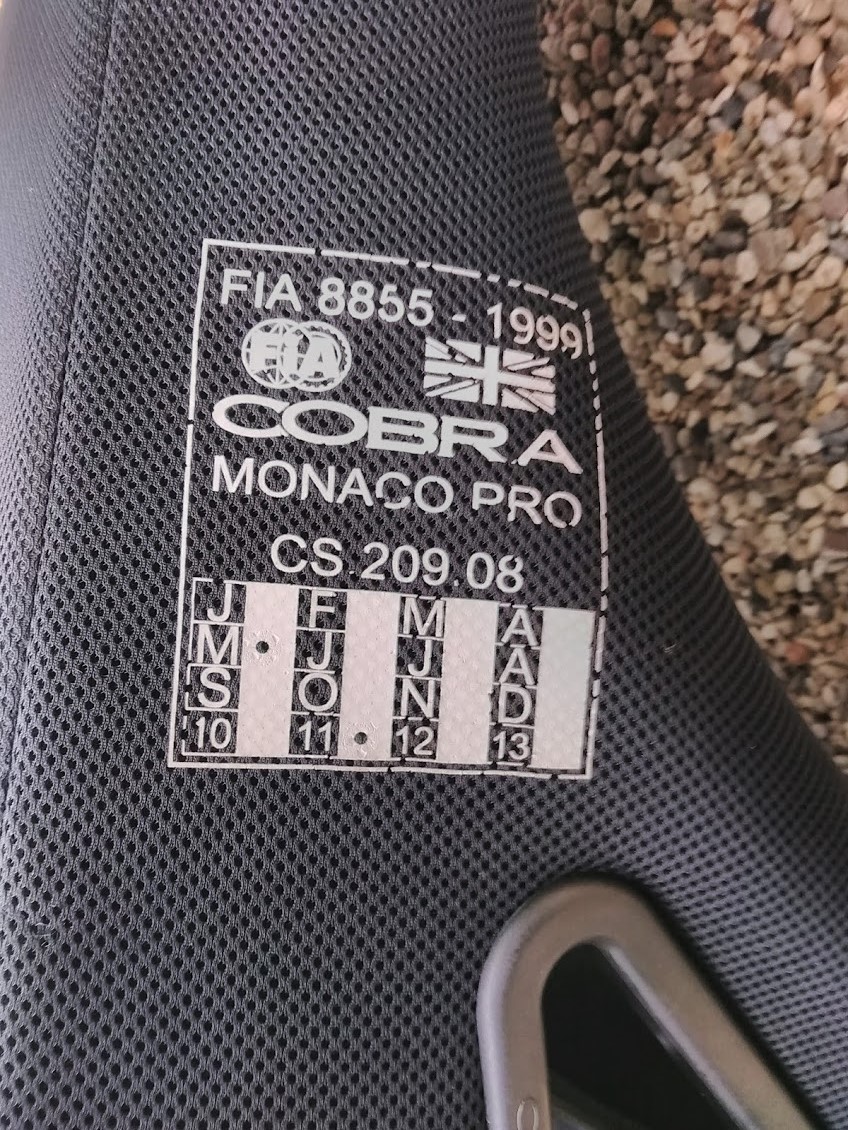 FIA 8855 - 1999
FIA
COBRA
MONACO PRO
CS.209.08
J F M A
M J J A
S O N D
10 11 12 13